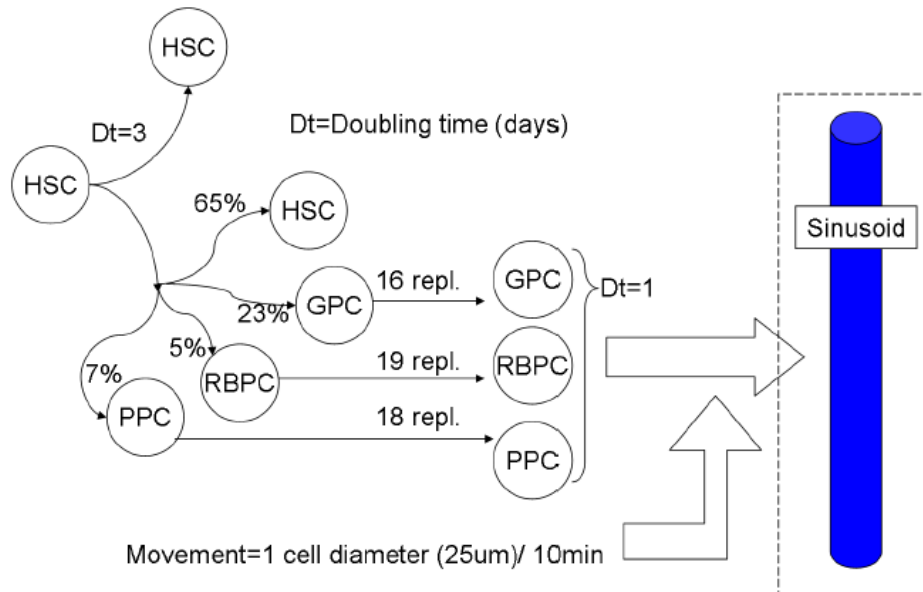 HSC
Dt=3
Dt=Doubling time (days)
HSC
65%
HSC
Sinusoid
GPC
16 repl.
GPC
Dt=1
23%
5%
7%
RBPC
19 repl.
RBPC
PPC
18 repl.
PPC
Movement=1 cell diameter (25um)/ 10min